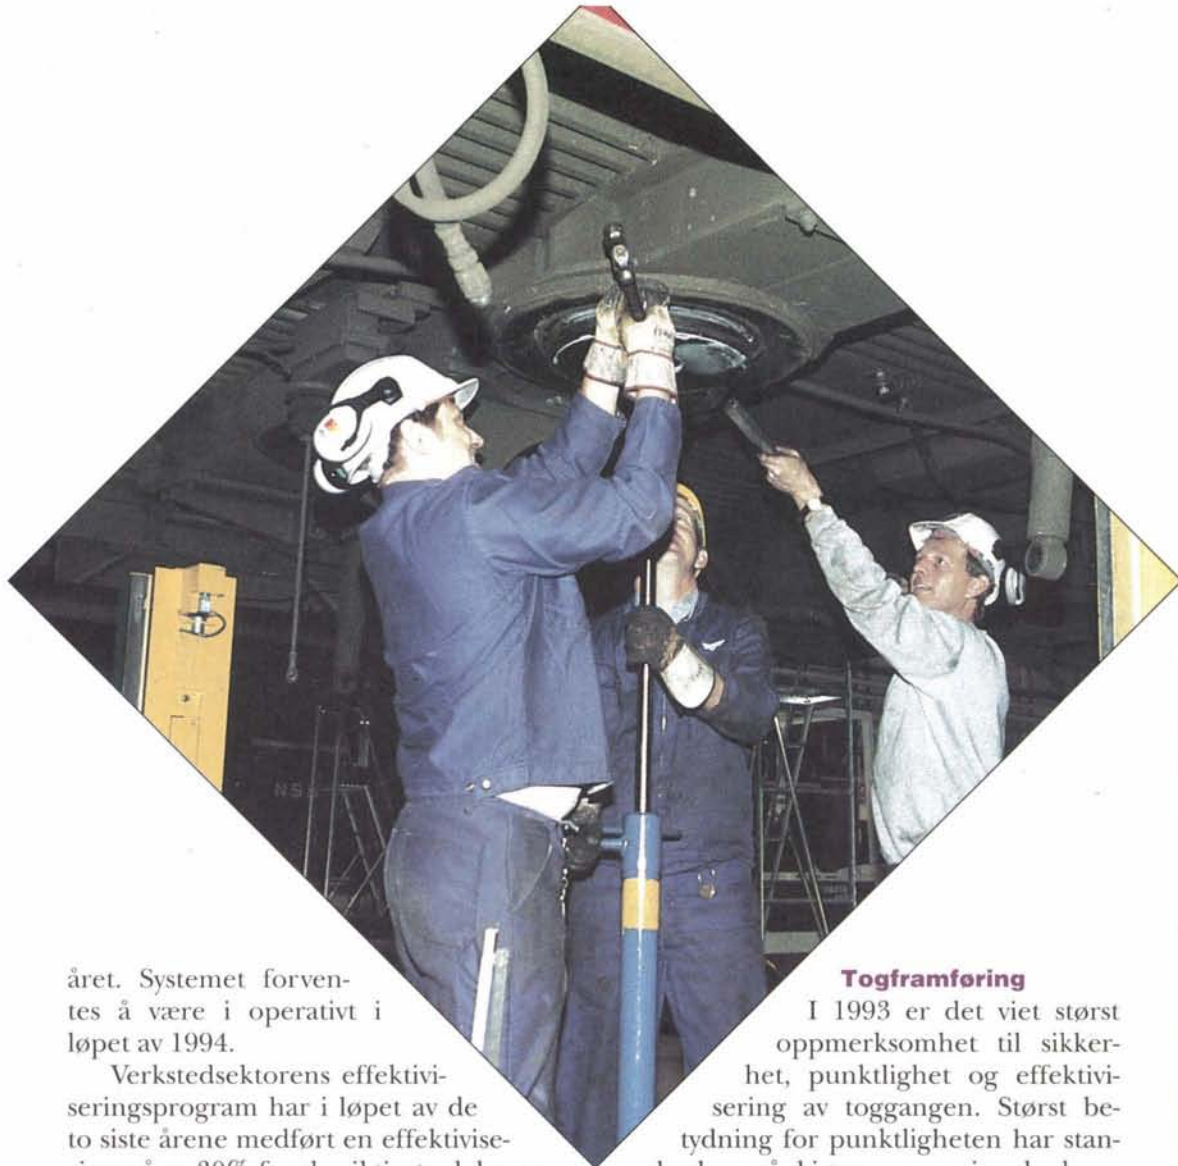 NS
året. Systemet forven-
tes å være i operativt i
løpet av 1994.
Verkstedsektorens effektivi-
seringsprogram har i løpet av de
to siste årene medført en effektivise-
Togframføring
I 1993 er det viet størst
oppmerksomhet til sikker-
het, punktlighet og effektivi-
sering av toggangen. Størst be-
tydning for punktligheten har stan-